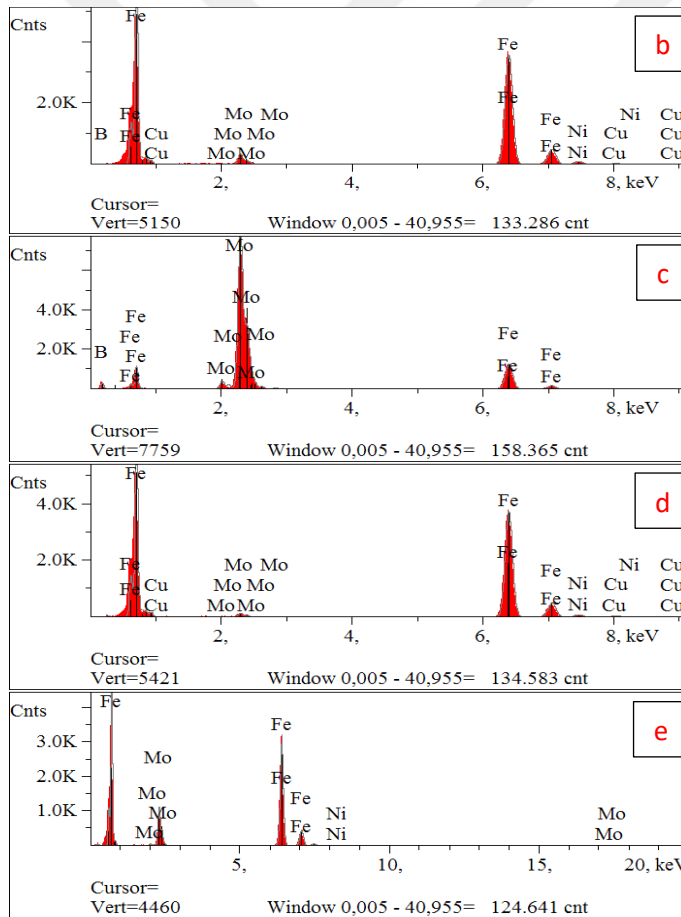 Cnts Fe Fe b
2.0K Fe Mo Mo Fe Fe Ni Cu
B Fe Cu Mo Mo Ni Cu Cu
Cu Mo Mo Fe Ni Cu Cu
2, 4, 6, 8, keV
Cursor=
Vert=5150 Window 0,005 - 40,955= 133.286 cnt
Cnts Mo c
4.0K Fe Mo Fe
2.0K Fe Mo Mo Fe
B Fe Mo Mo Fe Fe
Fe
2, 4, 6, 8, keV
Cursor=
Vert=7759 Window 0,005 - 40,955= 158.365 cnt
Cnts Fe d
4.0K Fe
2.0K Fe Mo Mo Fe Fe Ni Cu
Fe Cu Mo Mo Ni Cu Cu
Cu Mo Mo Fe Ni Cu Cu
2, 4, 6, 8, keV
Cursor=
Vert=5421 Window 0,005 - 40,955= 134.583 cnt
Cnts Fe e
3.0K Fe
2.0K Mo Fe
1.0K Mo Mo Fe Ni Mo
Mo Fe Ni Mo
5, 10, 15, 20, keV
Cursor=
Vert=4460 Window 0,005 - 40,955= 124.641 cnt